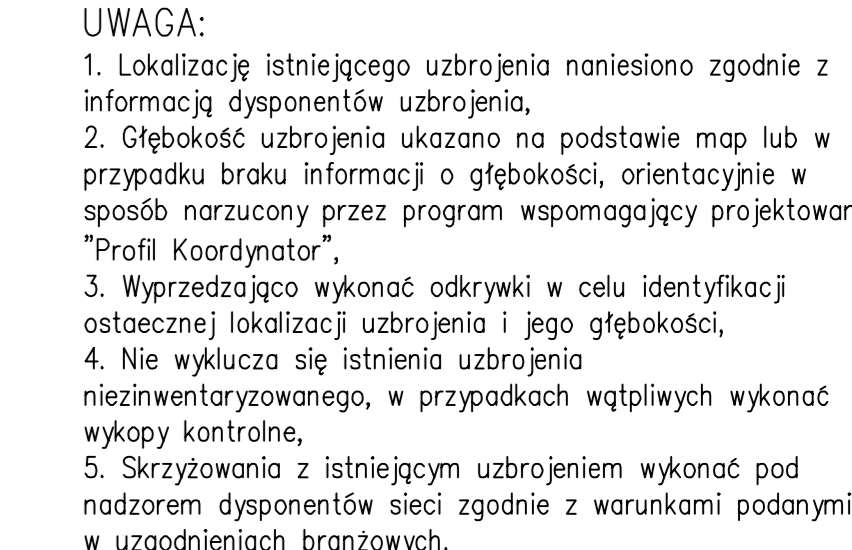 UWAGA:
1. Lokalizację istniejącego uzbrojenia naniesiono zgodnie z
informacją dysponentów uzbrojenia,
2. Głębokość uzbrojenia ukazano na podstawie map lub w
przypadku braku informacji o głębokości, orientacyjnie w
sposób narzucony przez program wspomagający projektowan
"Profil Koordynator",
3. Wyprzedzająco wykonać odkrywki w celu identyfikacji
ostaecznej lokalizacji uzbrojenia i jego głębokości,
4. Nie wyklucza się istnienia uzbrojenia
niezinwentaryzowanego, w przypadkach wątpliwych wykonać
wykopy kontrolne,
5. Skrzyżowania z istniejącym uzbrojeniem wykonać pod
nadzorem dysponentów sieci zgodnie z warunkami podanymi
w uzgodnieniach branżowych.